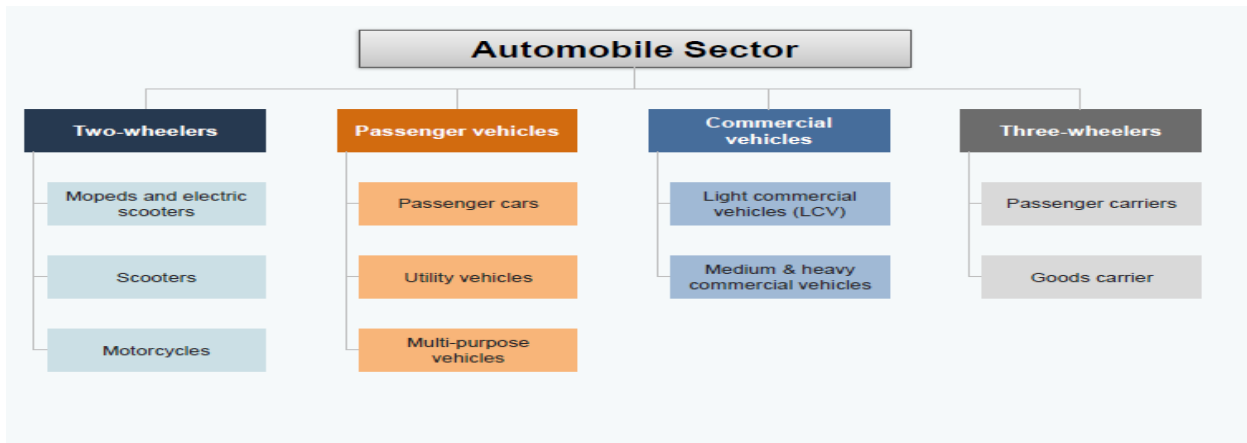 Automobile Sector
Two-wheelers
Mopeds and electric
scooters
Scooters
Motorcycles
Passenger vehicles
Passenger cars
Utility vehicles
Multi-purpose
vehicles
Commercial
vehicles
Light commercial
vehicles (LCV)
Medium & heavy
commercial vehicles
Three-wheelers
Passenger carriers
Goods carrier